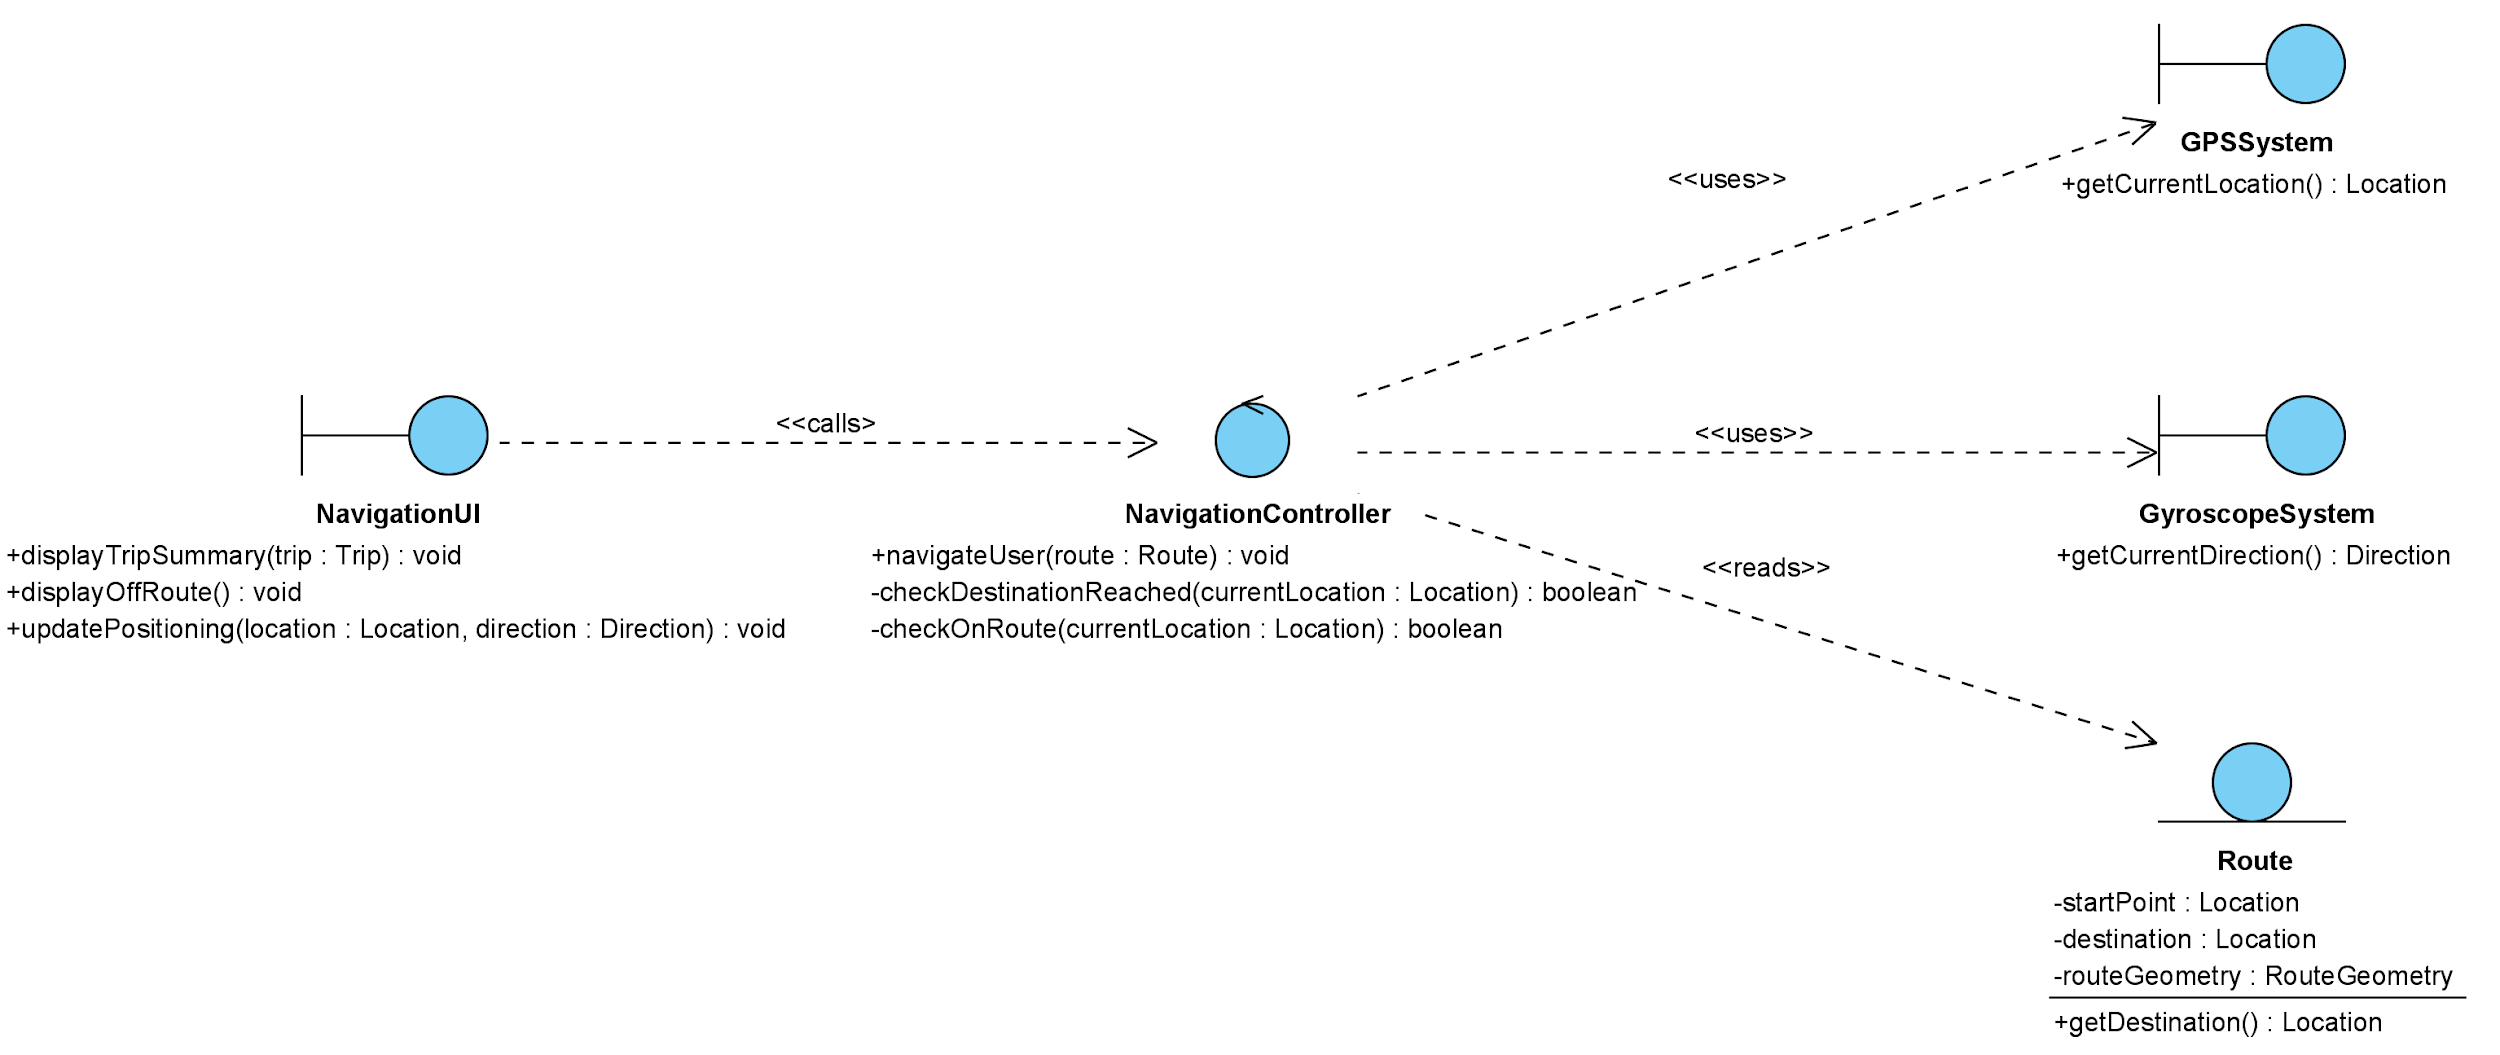 GPSSystem
+getCurrentLocation() : Location
<<uses>>
<<calls>
<<uses>>
NavigationUI
+displayTripSummary(trip : Trip) : void
+displayOffRoute() : void
+updatePositioning(location : Location, direction : Direction) : void
NavigationController
+navigateUser(route : Route) : void
-checkDestinationReached(currentLocation : Location) : boolean
-checkOnRoute(currentLocation : Location) : boolean
GyroscopeSystem
+getCurrentDirection() : Direction
<<reads>>
Route
-startPoint : Location
-destination : Location
-routeGeometry : RouteGeometry
+getDestination() : Location